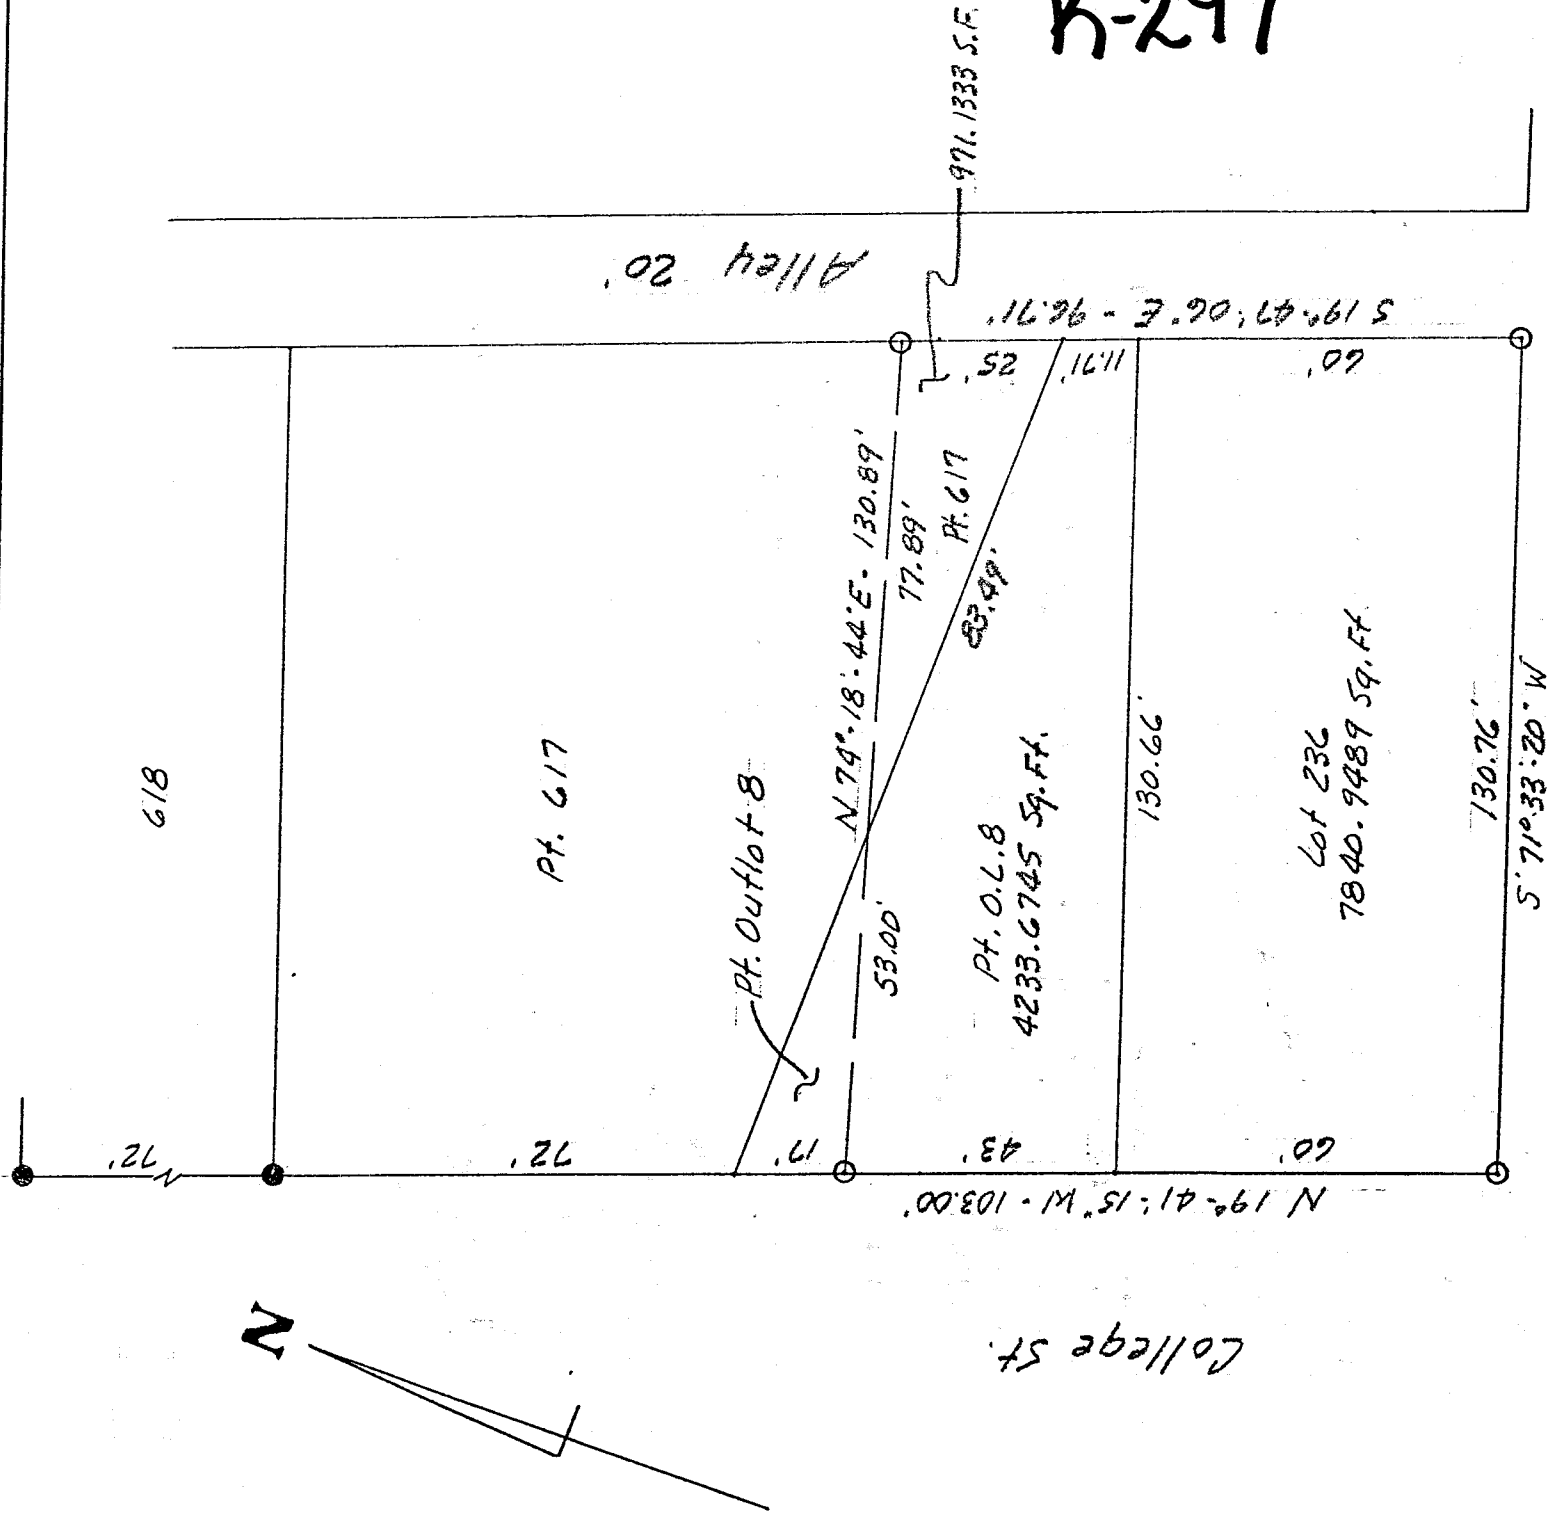 K-297
971.1333 S.F.
Alley 20'
S 19°-47'-06" E - 96.71'
25'
11.71'
60'
N 74°-18'-44" E - 130.89'
77.89'
Pt. 617
83.49'
618
Pt. 617
Pt. Outlot 8
53.00'
Pt. O.L. 8
4233.6745 Sq. Ft.
130.66'
Lot 236
7840.9489 Sq. Ft.
130.76'
S. 71°-33'-20" W
72'
72'
17'
43'
60'
N 19°-41'-15" W - 103.00'
College St.
N